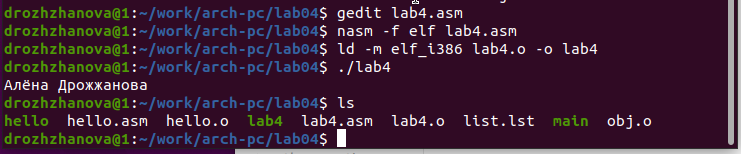 drozhzhanova@1:~/work/arch-pc/lab04$ gedit lab4.asm
drozhzhanova@1:~/work/arch-pc/lab04$ nasm -f elf lab4.asm
drozhzhanova@1:~/work/arch-pc/lab04$ ld -m elf_i386 lab4.o -o lab4
drozhzhanova@1:~/work/arch-pc/lab04$ ./lab4
Алёна Дрожжанова
drozhzhanova@1:~/work/arch-pc/lab04$ ls
hello  hello.asm  hello.o  lab4  lab4.asm  lab4.o  list.lst  main  obj.o
drozhzhanova@1:~/work/arch-pc/lab04$